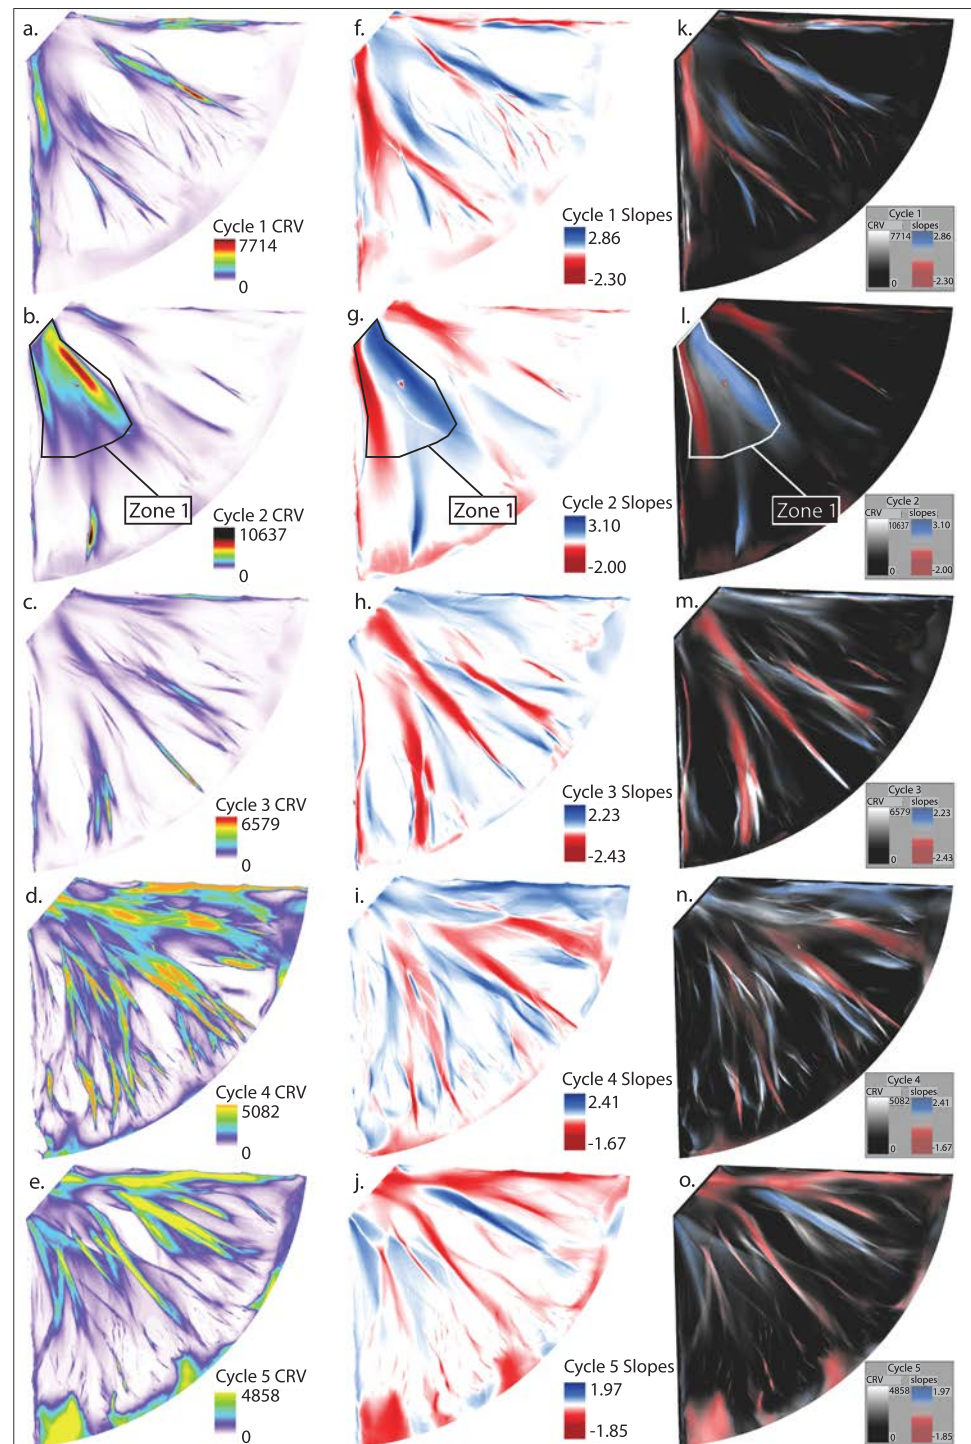 a.
Cycle 1 CRV
7714
0
f.
Cycle 1 Slopes
2.86
-2.30
k.
Cycle 1
CRV
slopes
7714
2.86
0
-2.30
b.
Zone 1
Cycle 2 CRV
10637
0
g.
Zone 1
Cycle 2 Slopes
3.10
-2.00
l.
Zone 1
Cycle 2
CRV
slopes
10637
3.10
0
-2.00
c.
Cycle 3 CRV
6579
0
h.
Cycle 3 Slopes
2.23
-2.43
m.
Cycle 3
CRV
slopes
6579
2.23
0
-2.43
d.
Cycle 4 CRV
5082
0
i.
Cycle 4 Slopes
2.41
-1.67
n.
Cycle 4
CRV
slopes
5082
2.41
0
-1.67
e.
Cycle 5 CRV
4858
0
j.
Cycle 5 Slopes
1.97
-1.85
o.
Cycle 5
CRV
slopes
4858
1.97
0
-1.85